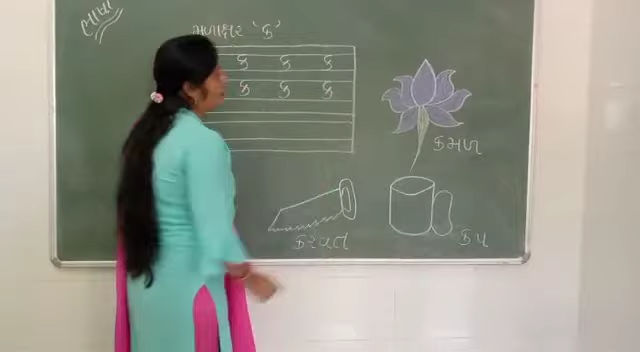 ભાષા
મૂળાક્ષર 'ક'
ક ક ક
ક ક ક
કમળ
કરવત
કપ